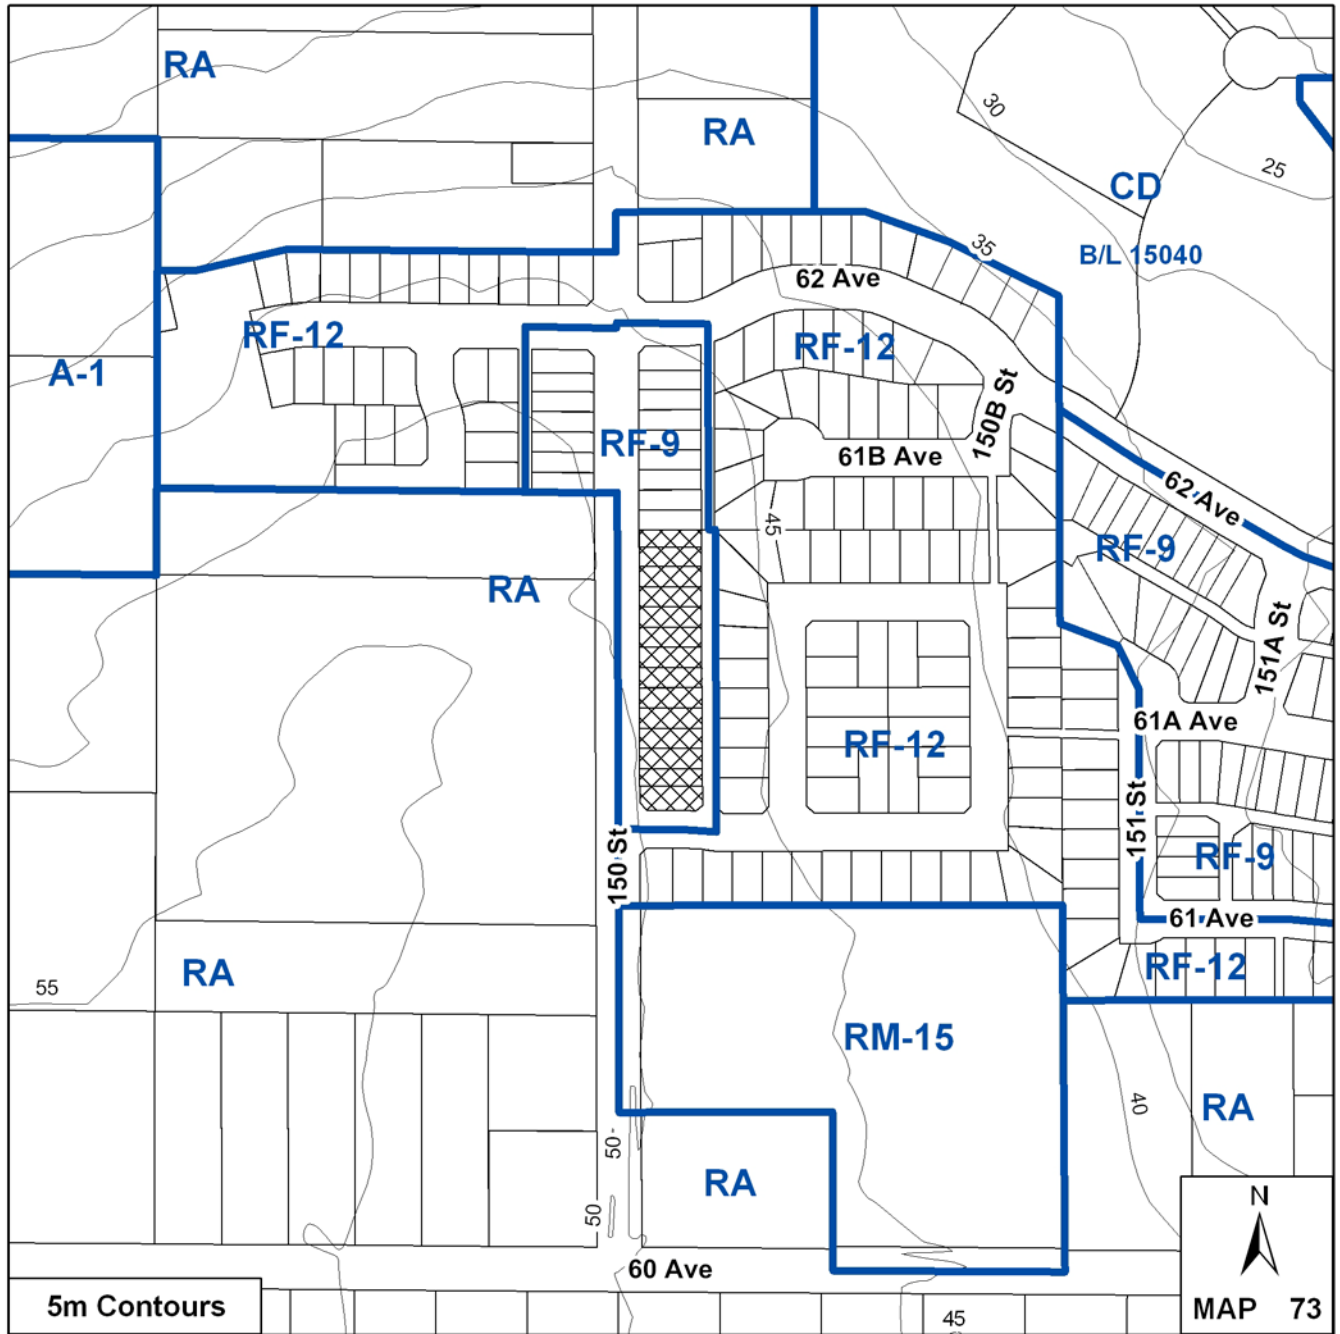 RA
RA
30
25
CD
35
B/L 15040
62 Ave
RF-12
RF-12
A-1
150B St
RF-9
61B Ave
62 Ave
45
RF-9
RA
151A St
61A Ave
RF-12
151 St
150 St
RF-9
61 Ave
RA
RF-12
55
RM-15
40
RA
50
RA
50
N
60 Ave
5m Contours
45
MAP 73